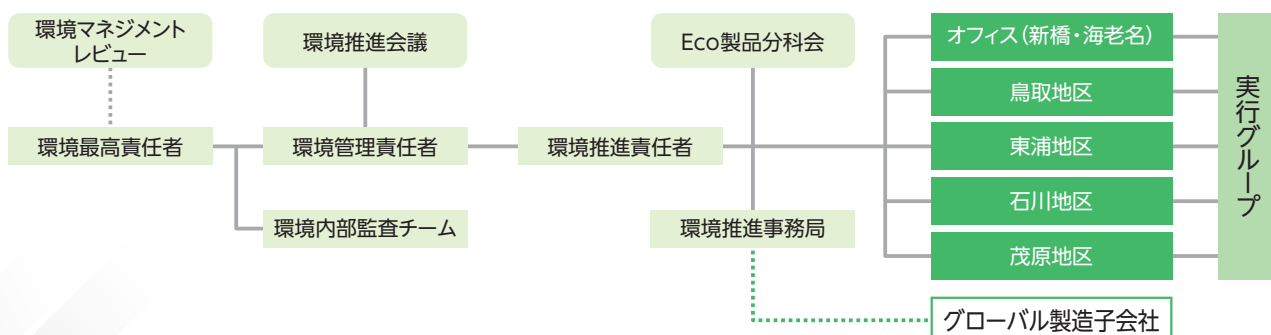 環境マネジメント
レビュー
環境推進会議
Eco製品分科会
オフィス(新橋・海老名)
鳥取地区
環境最高責任者
環境管理責任者
環境推進責任者
東浦地区
石川地区
環境内部監査チーム
環境推進事務局
茂原地区
グローバル製造子会社
実行グループ